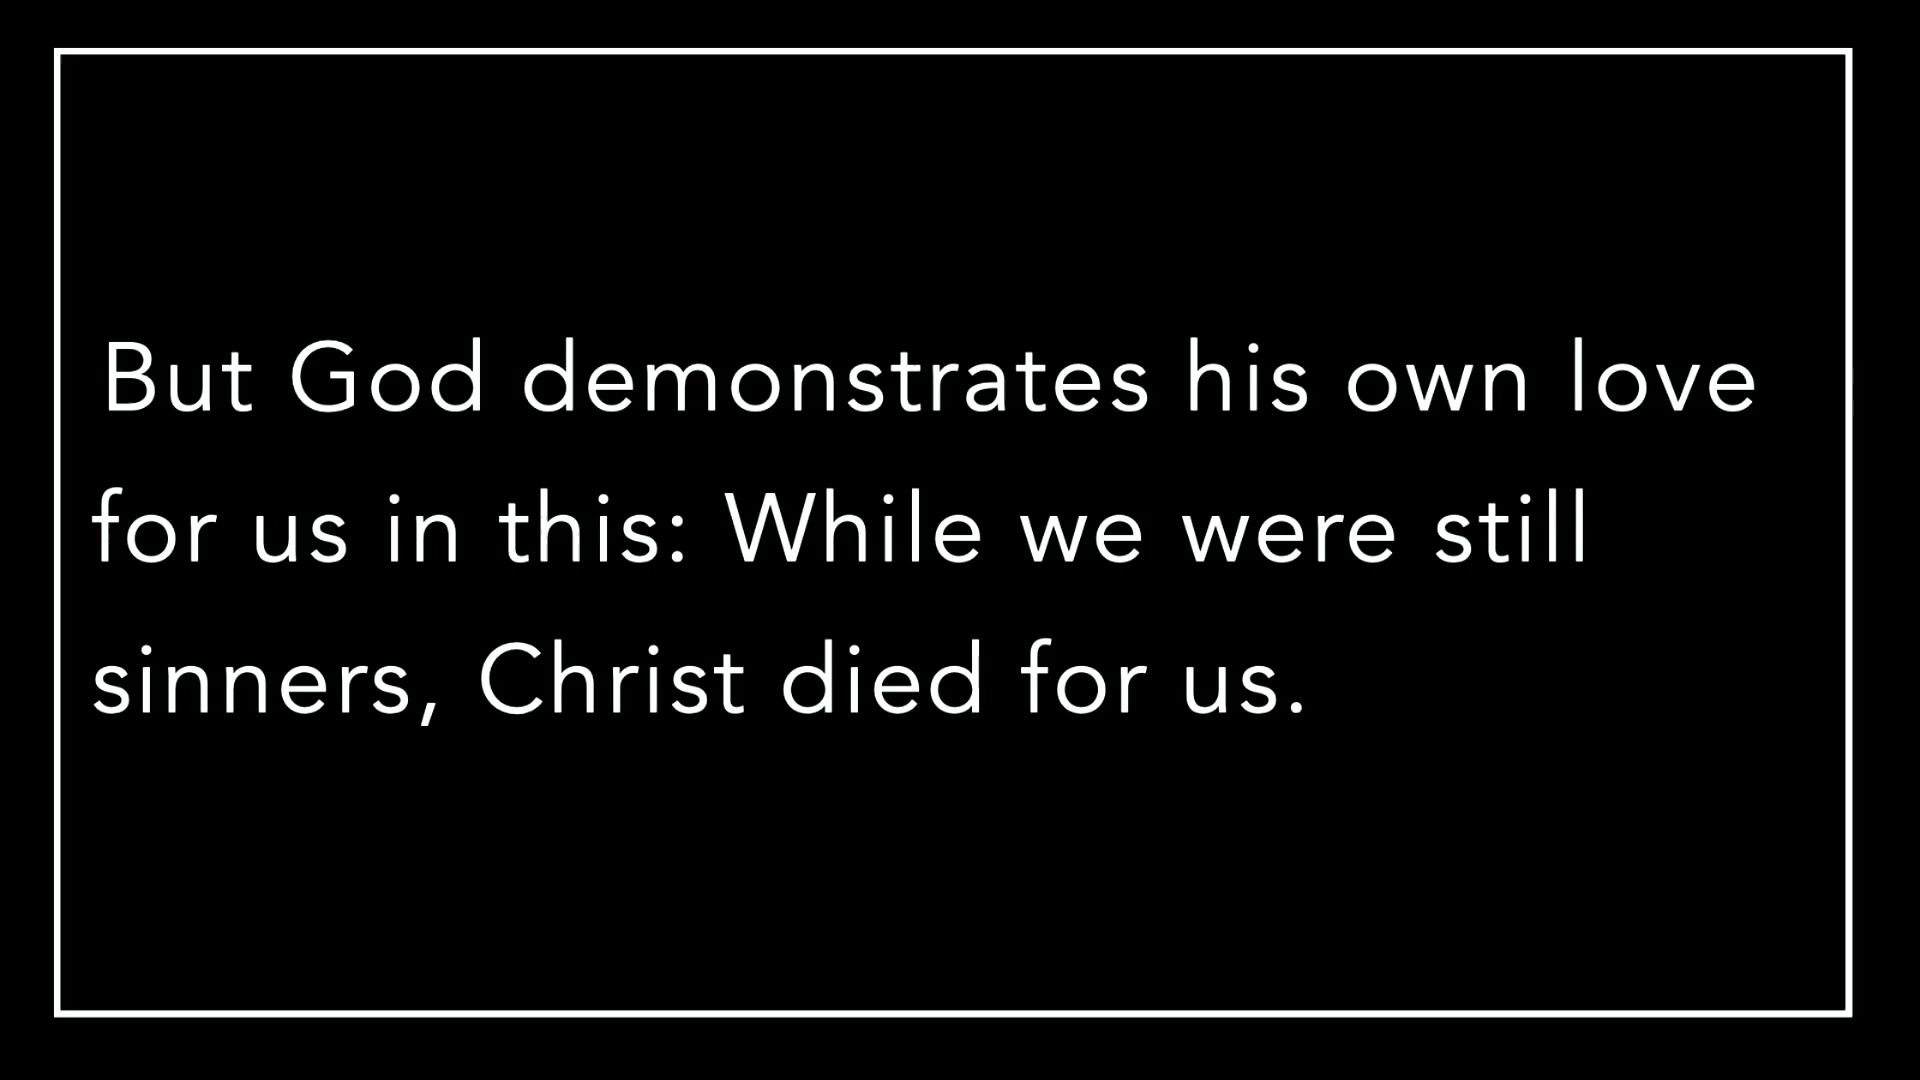 But God demonstrates his own love
for us in this: While we were still
sinners, Christ died for us.